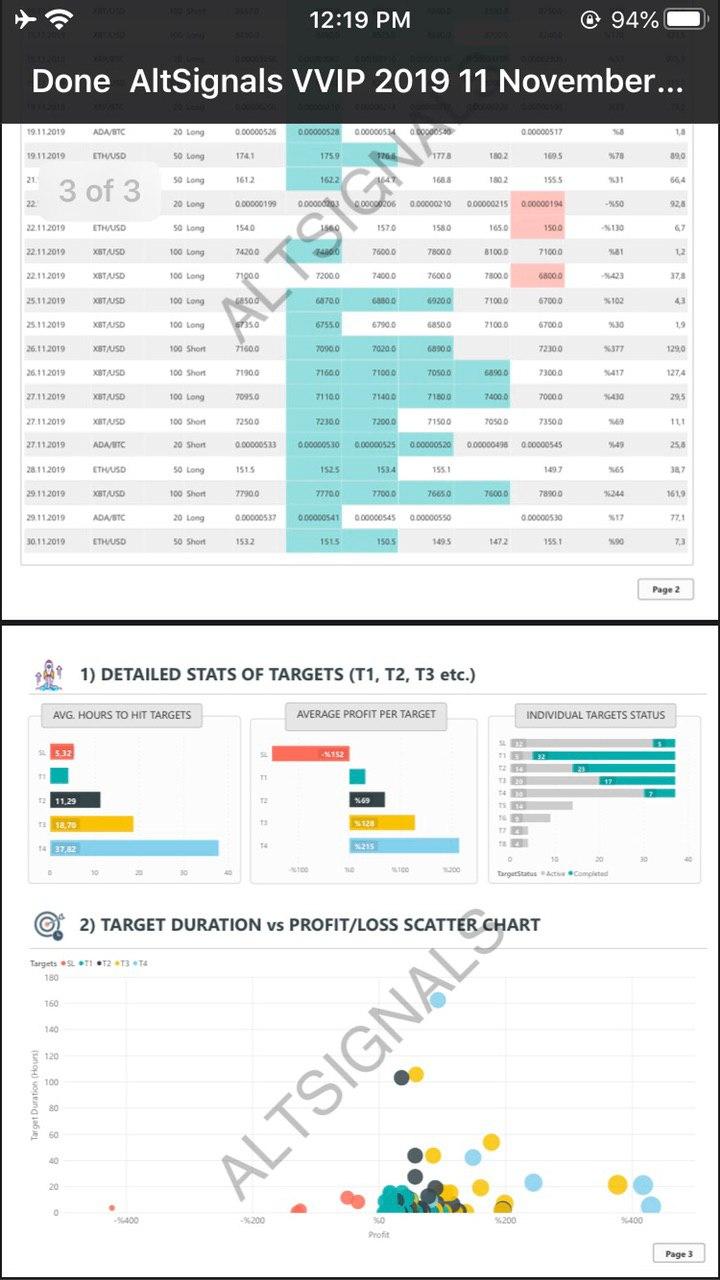 12:19 PM 94%
Done AltSignals VVIP 2019 11 November...
19.11.2019 ADA/BTC 20 Long 0.00000526 0.00000528 0.00000534 0.00000540 0.00000517 %8 1,8
19.11.2019 ETH/USD 50 Long 174.1 175.9 176.6 177.8 180.2 169.5 %78 89,0
21. 50 Long 161.2 162.2 164.7 168.8 180.2 155.5 %31 66,4
3 of 3
22. 20 Long 0.00000199 0.00000203 0.00000206 0.00000210 0.00000215 0.00000194 -%50 92,8
22.11.2019 ETH/USD 50 Long 154.0 156.0 157.0 158.0 165.0 150.0 -%130 6,7
22.11.2019 XBT/USD 100 Long 7420.0 7480.0 7600.0 7800.0 8100.0 7100.0 %81 1,2
22.11.2019 XBT/USD 100 Long 7100.0 7200.0 7400.0 7600.0 7800.0 6800.0 -%423 37,8
25.11.2019 XBT/USD 100 Long 6850.0 6870.0 6880.0 6920.0 7100.0 6700.0 %102 4,3
25.11.2019 XBT/USD 100 Long 6735.0 6755.0 6790.0 6850.0 7100.0 6700.0 %30 1,9
26.11.2019 XBT/USD 100 Short 7160.0 7090.0 7020.0 6890.0 7230.0 %377 129,0
26.11.2019 XBT/USD 100 Short 7190.0 7160.0 7100.0 7050.0 6890.0 7300.0 %417 127,4
27.11.2019 XBT/USD 100 Long 7095.0 7110.0 7140.0 7180.0 7400.0 7000.0 %430 29,5
27.11.2019 XBT/USD 100 Short 7250.0 7230.0 7200.0 7150.0 7050.0 7350.0 %69 11,1
27.11.2019 ADA/BTC 20 Short 0.00000533 0.00000530 0.00000525 0.00000520 0.00000498 0.00000545 %49 25,8
28.11.2019 ETH/USD 50 Long 151.5 152.5 153.4 155.1 149.7 %65 38,7
29.11.2019 XBT/USD 100 Short 7790.0 7770.0 7700.0 7665.0 7600.0 7890.0 %244 161,9
29.11.2019 ADA/BTC 20 Long 0.00000537 0.00000541 0.00000545 0.00000550 0.00000530 %17 77,1
30.11.2019 ETH/USD 50 Short 153.2 151.5 150.5 149.5 147.2 155.1 %90 7,3
ALTSIGNALS
Page 2
1) DETAILED STATS OF TARGETS (T1, T2, T3 etc.)
AVG. HOURS TO HIT TARGETS
SL 5,32
T1
T2 11,29
T3 18,70
T4 37,82
0 10 20 30 40
AVERAGE PROFIT PER TARGET
SL -%152
T1
T2 %69
T3 %128
T4 %215
-%100 %0 %100 %200
INDIVIDUAL TARGETS STATUS
SL 32 5
T1 5 32
T2 14 23
T3 20 17
T4 30 7
T5 14
T6
T7 4
T8 4
0 10 20 30 40
TargetStatus Active Completed
2) TARGET DURATION vs PROFIT/LOSS SCATTER CHART
Targets SL T1 T2 T3 T4
180
160
140
120
100
80
60
40
20
0
Target Duration (Hours)
-%400 -%200 %0 %200 %400
Profit
ALTSIGNALS
Page 3